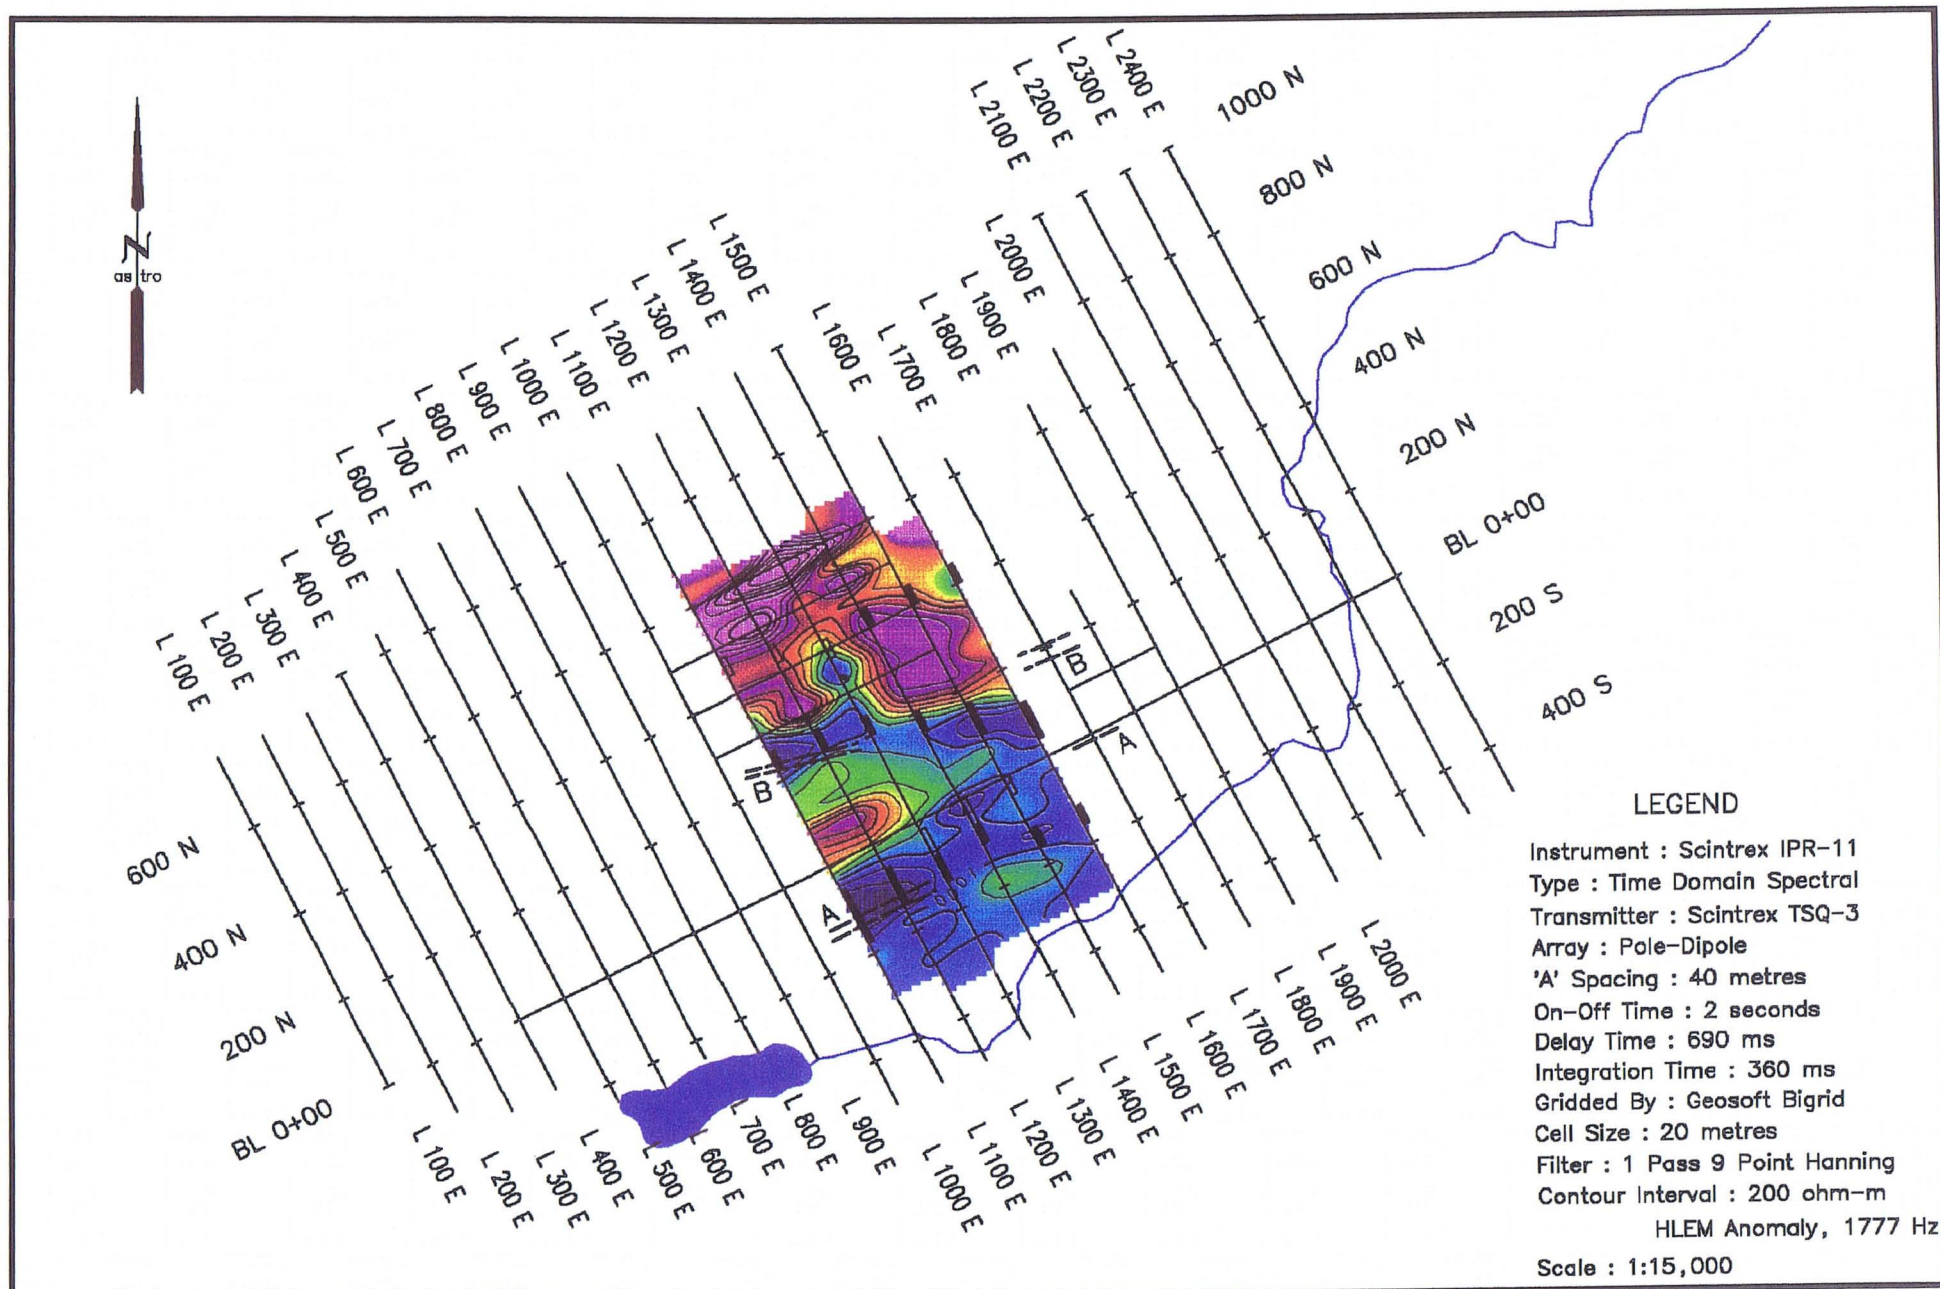 L 2400 E
L 2300 E
L 2200 E
L 2100 E
1000 N
800 N
600 N
400 N
200 N
BL 0+00
200 S
400 S
N
as tro
L 2000 E
L 1900 E
L 1800 E
L 1700 E
L 1600 E
L 1500 E
L 1400 E
L 1300 E
L 1200 E
L 1100 E
L 1000 E
L 900 E
L 800 E
L 700 E
L 600 E
L 500 E
L 400 E
L 300 E
L 200 E
L 100 E
B
A
B
A
600 N
400 N
200 N
BL 0+00
L 100 E
L 200 E
L 300 E
L 400 E
L 500 E
L 600 E
L 700 E
L 800 E
L 900 E
L 1000 E
L 1100 E
L 1200 E
L 1300 E
L 1400 E
L 1500 E
L 1600 E
L 1700 E
L 1800 E
L 1900 E
L 2000 E
LEGEND
Instrument : Scintrex IPR-11
Type : Time Domain Spectral
Transmitter : Scintrex TSQ-3
Array : Pole-Dipole
'A' Spacing : 40 metres
On-Off Time : 2 seconds
Delay Time : 690 ms
Integration Time : 360 ms
Gridded By : Geosoft Bigrid
Cell Size : 20 metres
Filter : 1 Pass 9 Point Hanning
Contour Interval : 200 ohm-m
HLEM Anomaly, 1777 Hz
Scale : 1:15,000